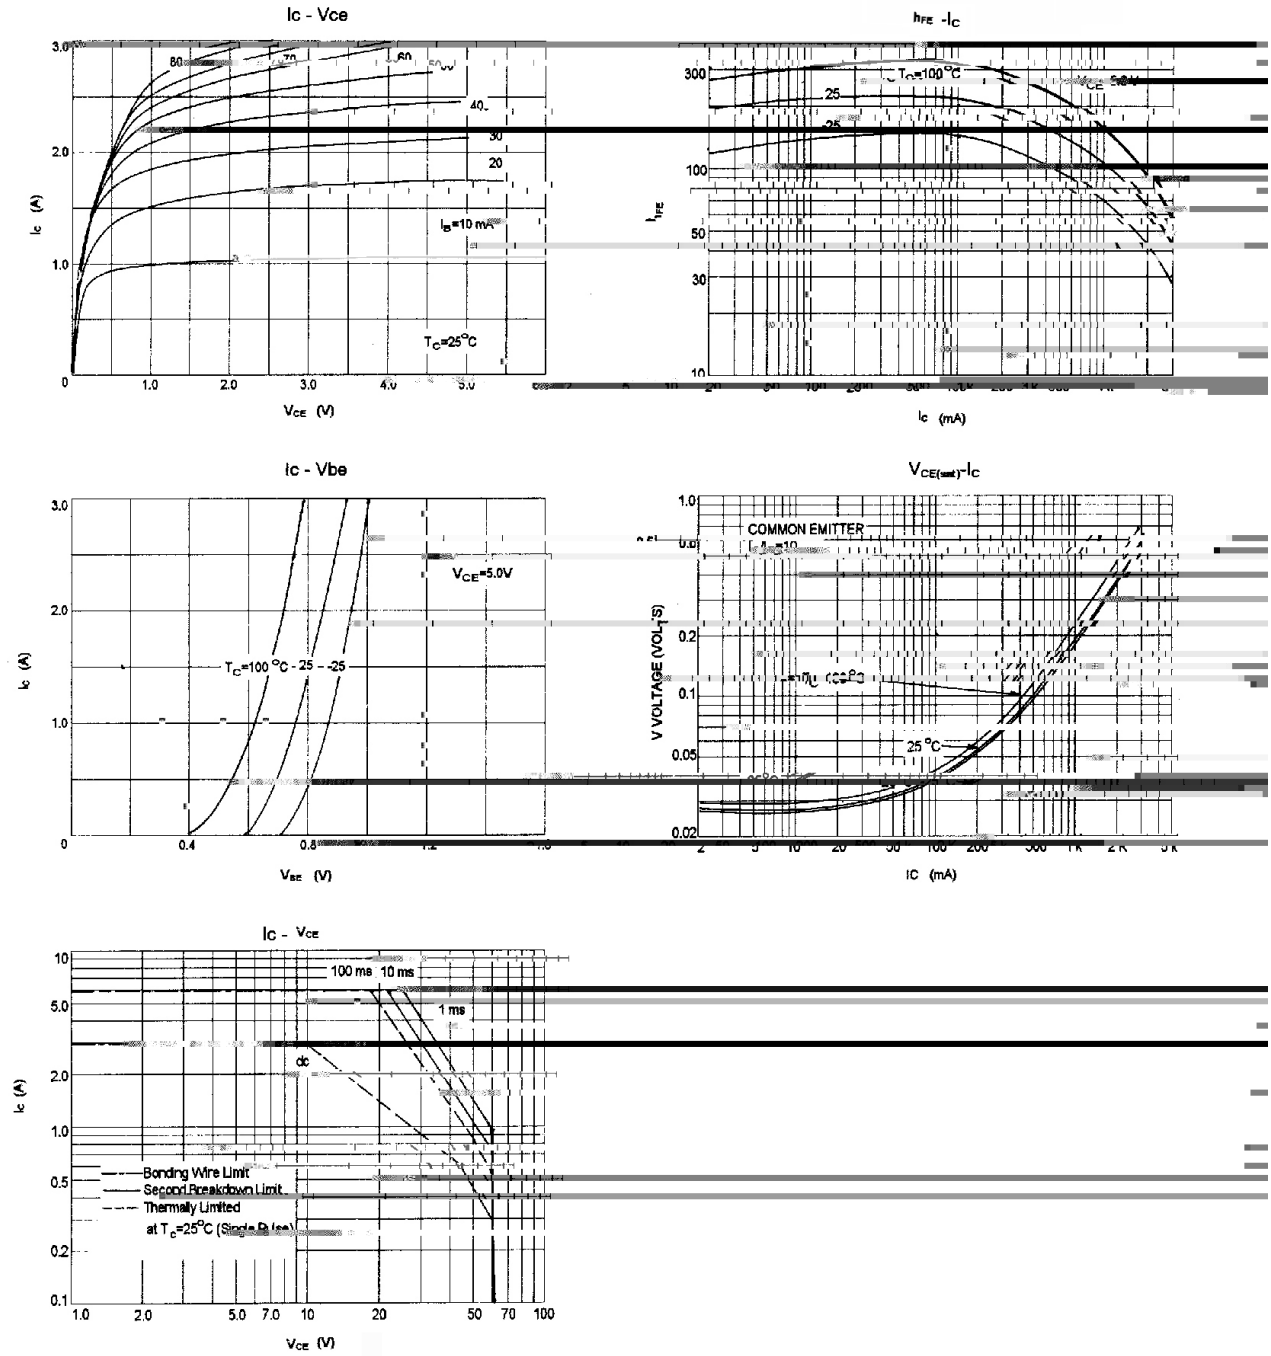 Ic - Vce
3.0
80
70
60
50
40
2.0
30
20
Ic (A)
IB=10 mA
1.0
TC=25°C
0
1.0
2.0
3.0
4.0
5.0
VCE (V)
hFE -IC
300
TC=100°C
25
-25
100
hFE
50
30
10
20
IC (mA)
Ic - Vbe
3.0
VCE=5.0V
2.0
Ic (A)
TC=100 °C - 25 - -25
1.0
0
0.4
0.8
VBE (V)
VCE(sat)-IC
1.0
COMMON EMITTER
V VOLTAGE (VOLTS)
0.2
0.1
25 °C
0.05
0.02
2
5
10
20
50
100
200
500
1 k
2 k
IC (mA)
Ic - VCE
10
100 ms
10 ms
5.0
1 ms
dc
2.0
Ic (A)
1.0
Bonding Wire Limit
0.5
Second Breakdown Limit
Thermally Limited
at Tc=25°C (Single Pulse)
0.2
0.1
1.0
2.0
5.0
7.0
10
20
50
70
100
VCE (V)